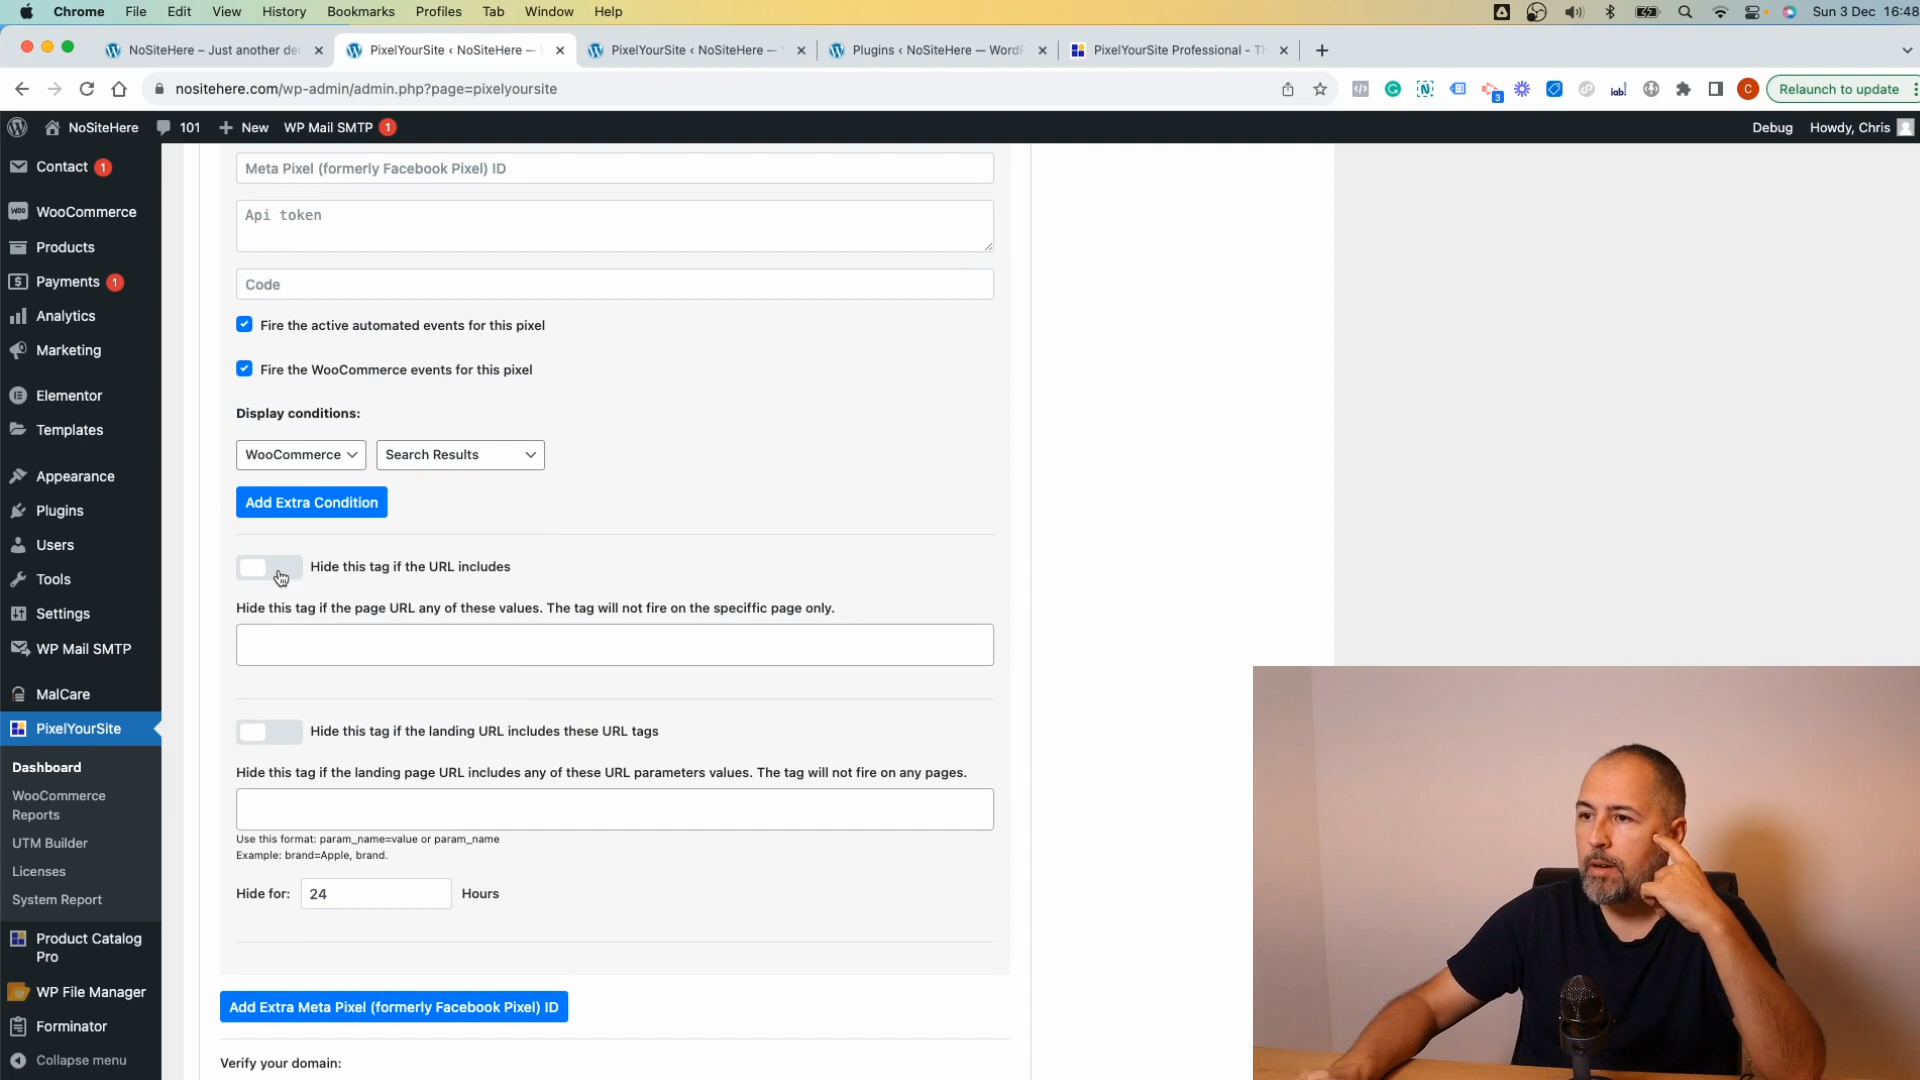 Chrome File Edit View History Bookmarks Profiles Tab Window Help Sun 3 Dec 16:48
NoSiteHere – Just another de
PixelYourSite ‹ NoSiteHere —
PixelYourSite ‹ NoSiteHere —
Plugins ‹ NoSiteHere — WordP
PixelYourSite Professional - Th
nositehere.com/wp-admin/admin.php?page=pixelyoursite
iab!
3
C
Relaunch to update
NoSiteHere 101 New WP Mail SMTP 1 Debug Howdy, Chris
Contact 1
WooCommerce
Products
Payments 1
Analytics
Marketing
Elementor
Templates
Appearance
Plugins
Users
Tools
Settings
WP Mail SMTP
MalCare
PixelYourSite
Dashboard
WooCommerce
Reports
UTM Builder
Licenses
System Report
Product Catalog
Pro
WP File Manager
Forminator
Collapse menu
Meta Pixel (formerly Facebook Pixel) ID
Api token
Code
Fire the active automated events for this pixel
Fire the WooCommerce events for this pixel
Display conditions:
WooCommerce Search Results
Add Extra Condition
Hide this tag if the URL includes
Hide this tag if the page URL any of these values. The tag will not fire on the speciffic page only.
Hide this tag if the landing URL includes these URL tags
Hide this tag if the landing page URL includes any of these URL parameters values. The tag will not fire on any pages.
Use this format: param_name=value or param_name
Example: brand=Apple, brand.
Hide for: 24 Hours
Add Extra Meta Pixel (formerly Facebook Pixel) ID
Verify your domain: